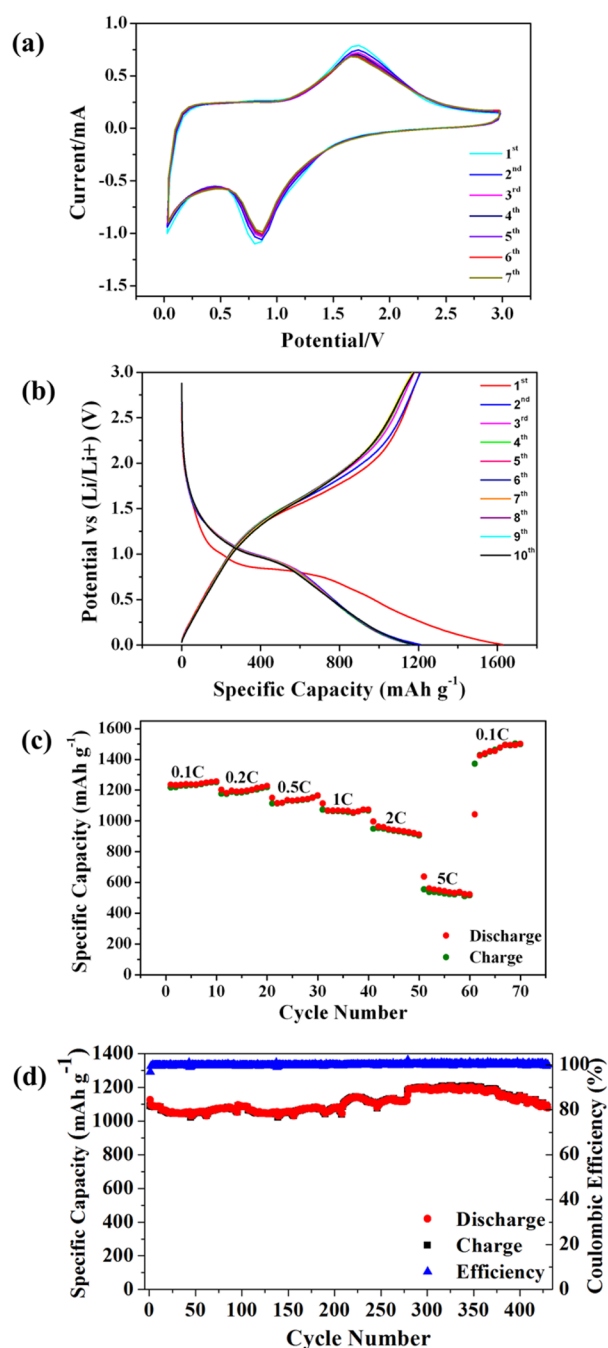 (a)
1.0
0.5
0.0
-0.5
-1.0
-1.5
Current/mA
1st
2nd
3rd
4th
5th
6th
7th
0.0 0.5 1.0 1.5 2.0 2.5 3.0
Potential/V
(b)
3.0
2.5
2.0
1.5
1.0
0.5
0.0
Potential vs (Li/Li+) (V)
1st
2nd
3rd
4th
5th
6th
7th
8th
9th
10th
0 400 800 1200 1600
Specific Capacity (mAh g-1)
(c)
1600
1400
1200
1000
800
600
400
200
0
Specific Capacity (mAh g-1)
0.1C
0.2C
0.5C
1C
2C
5C
0.1C
Discharge
Charge
0 10 20 30 40 50 60 70
Cycle Number
(d)
1400
1200
1000
800
600
400
200
0
Specific Capacity (mAh g-1)
100
80
60
40
20
0
Coulombic Efficiency (%)
Discharge
Charge
Efficiency
0 50 100 150 200 250 300 350 400
Cycle Number